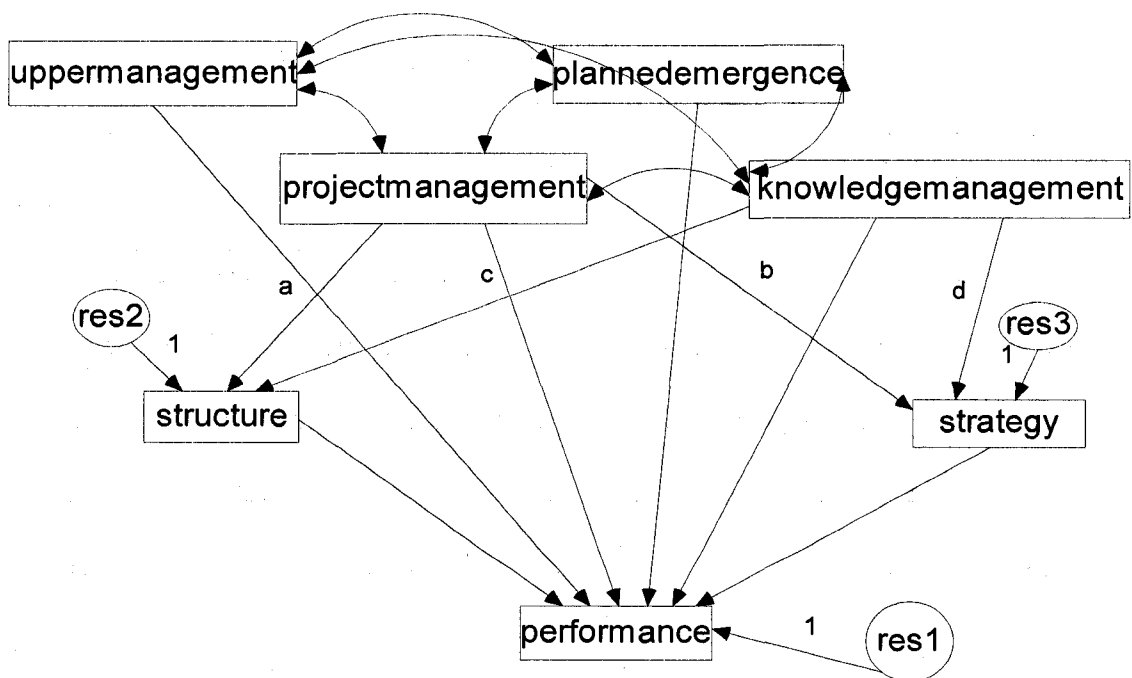 uppermanagement
plannedemergence
projectmanagement
knowledgemanagement
a
c
b
d
res2
1
res3
1
structure
strategy
performance
1
res1